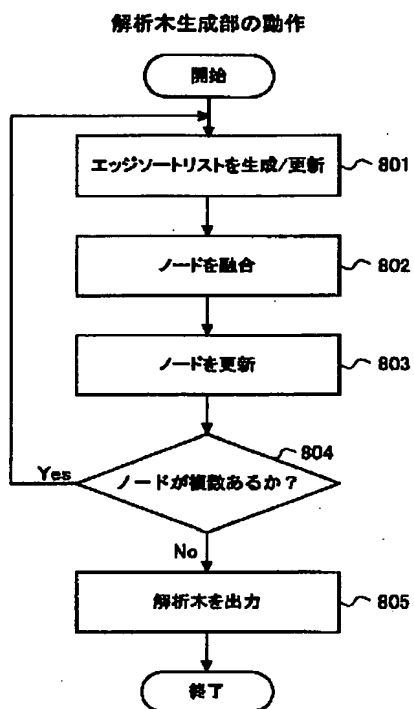 解析木生成部の動作
開始
エッジソートリストを生成/更新
801
ノードを融合
802
ノードを更新
803
804
ノードが複数あるか？
Yes
No
解析木を出力
805
終了